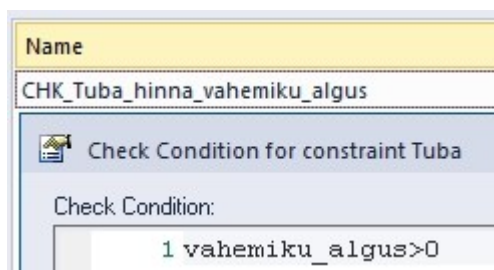 Name
CHK_Tuba_hinna_vahemiku_algus
Check Condition for constraint Tuba
Check Condition:
1 vahemiku_algus>0